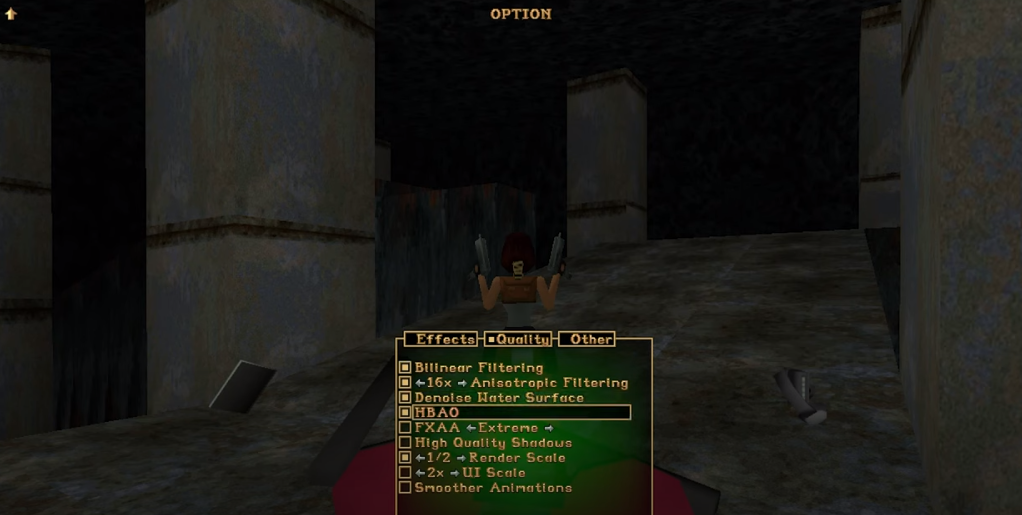 OPTION
Effects Quality Other
Bilinear Filtering
16x Anisotropic Filtering
Denoise Water Surface
HBAO
FXAA Extreme
High Quality Shadows
1/2 Render Scale
2x UI Scale
Smoother Animations